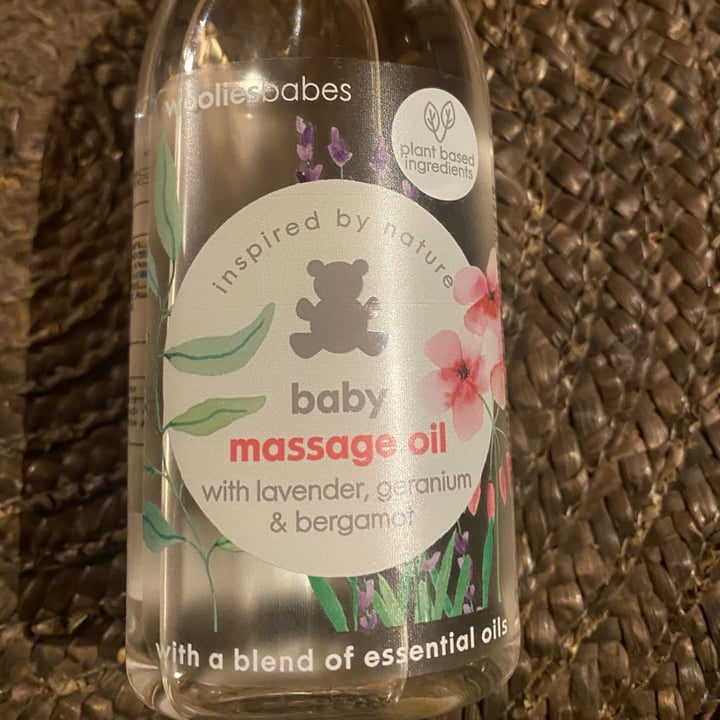 wooliesbabes
plant based
ingredients
inspired by nature
baby
massage oil
with lavender, geranium
& bergamot
with a blend of essential oils